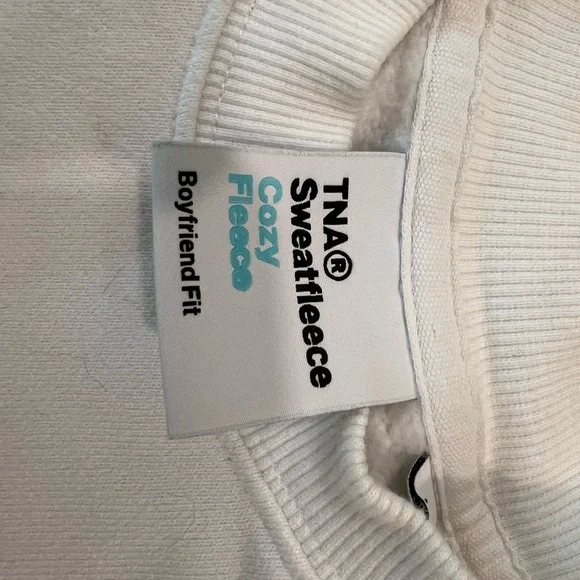 TNA®
Sweatfleece
Cozy
Fleece
Boyfriend Fit